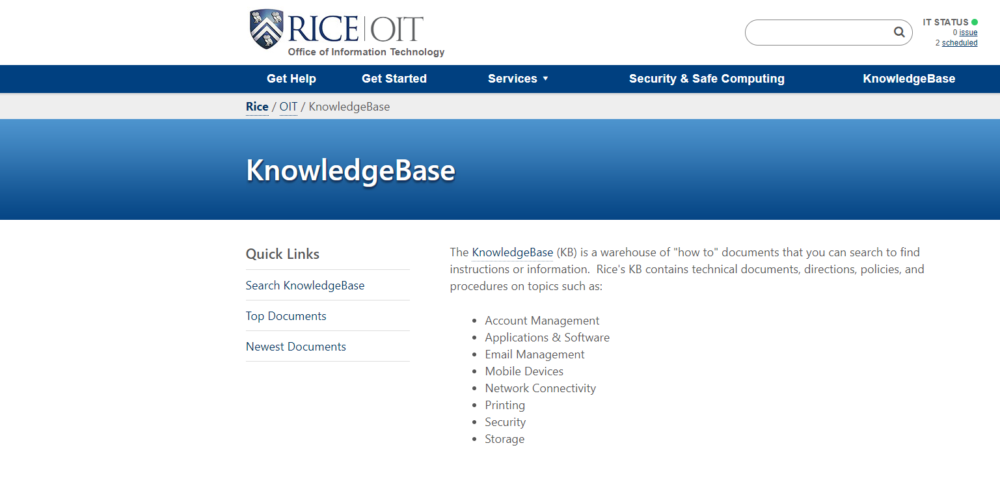 RICE OIT
Office of Information Technology
IT STATUS
0 issue
2 scheduled
Get Help Get Started Services Security & Safe Computing KnowledgeBase
Rice / OIT / KnowledgeBase
KnowledgeBase
Quick Links
Search KnowledgeBase
Top Documents
Newest Documents
The KnowledgeBase (KB) is a warehouse of "how to" documents that you can search to find
instructions or information.  Rice's KB contains technical documents, directions, policies, and
procedures on topics such as:
Account Management
Applications & Software
Email Management
Mobile Devices
Network Connectivity
Printing
Security
Storage